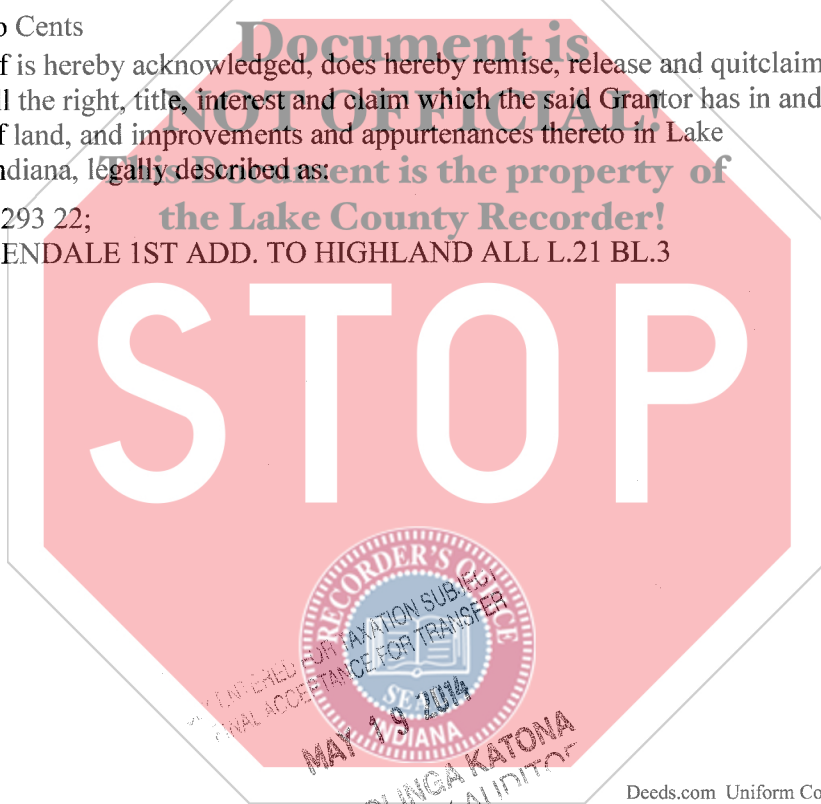 Cents
Document is
f is hereby acknowledged, does hereby remise, release and quitclaim
l the right, title, interest and claim which the said Grantor has in and
NOT OFFICIAL!
f land, and improvements and appurtenances thereto in Lake
ndiana, legally described as:
This Document is the property of
293 22;
the Lake County Recorder!
ENDALE 1ST ADD. TO HIGHLAND ALL L.21 BL.3
STOP
RECORDER'S OFFICE
ENTERED FOR TAXATION SUBJECT
ACCEPTANCE FOR TRANSFER
SEAL
MAY 19 2014
INDIANA
KATONA
Deeds.com Uniform Co